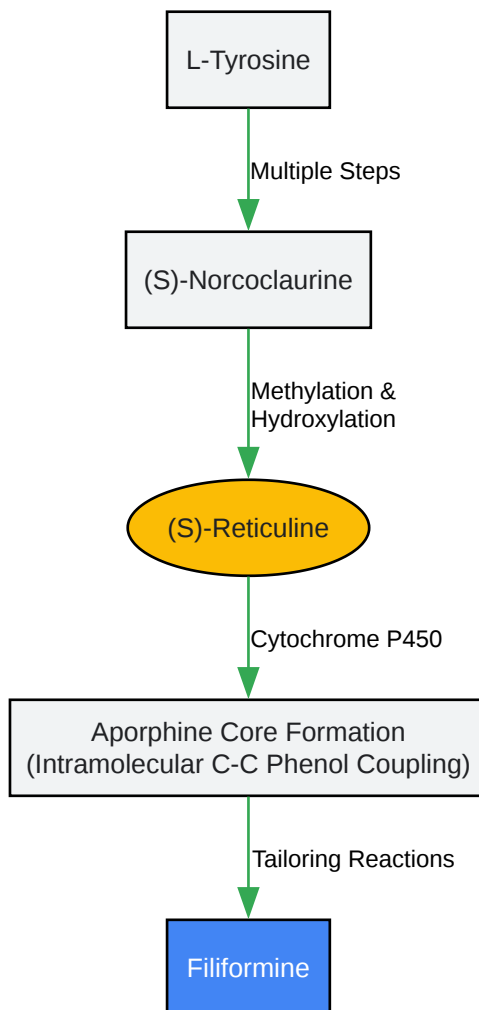 L-Tyrosine
Multiple Steps
(S)-Norcoclaurine
Methylation &
Hydroxylation
(S)-Reticuline
Cytochrome P450
Aporphine Core Formation
(Intramolecular C-C Phenol Coupling)
Tailoring Reactions
Filiformine